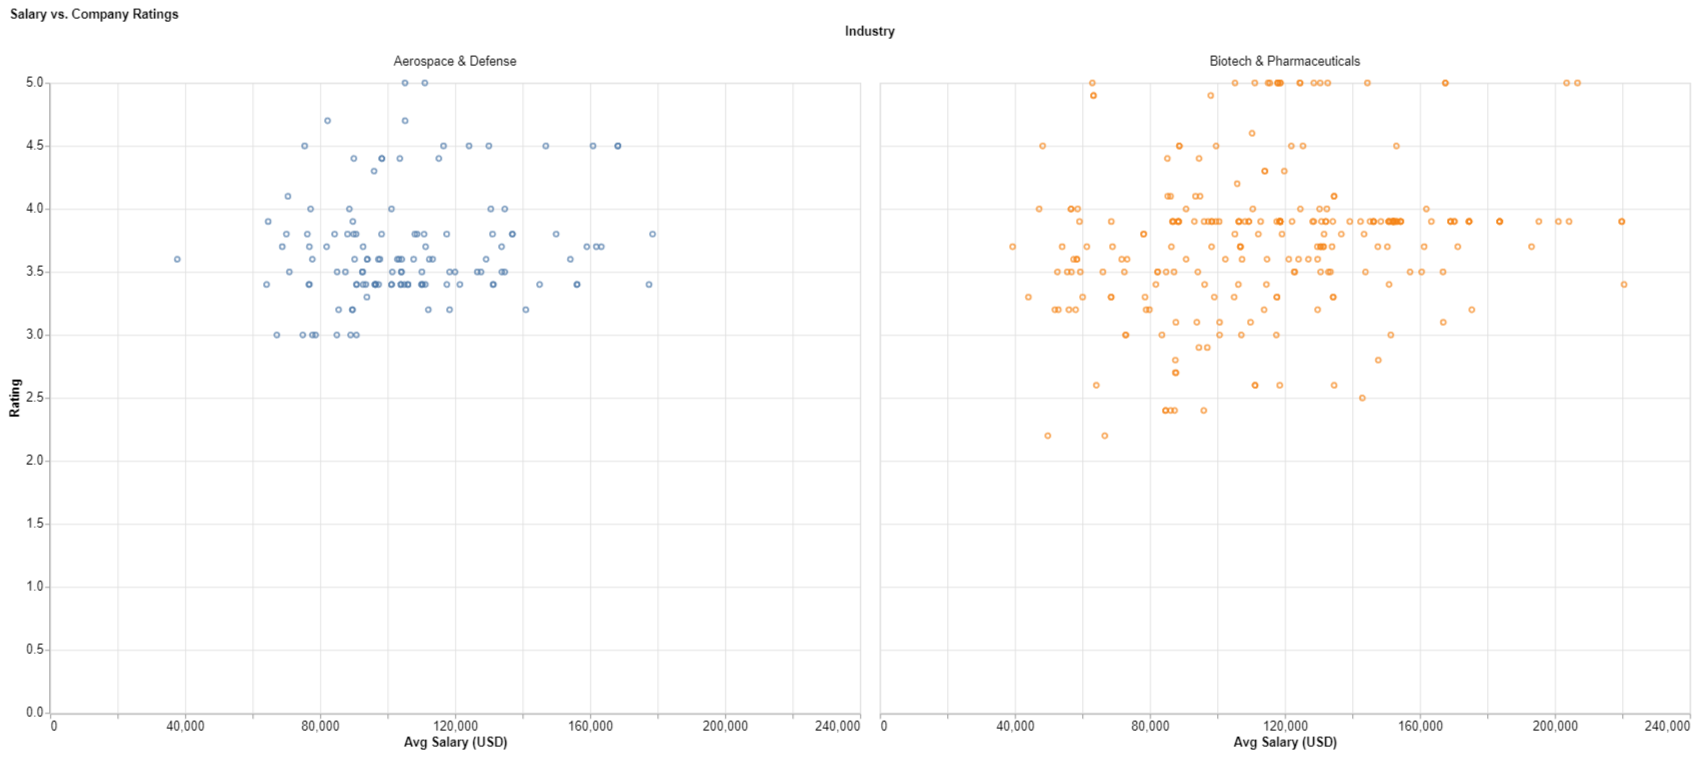 Salary vs. Company Ratings
Industry
Aerospace & Defense
Biotech & Pharmaceuticals
Rating
5.0
4.5
4.0
3.5
3.0
2.5
2.0
1.5
1.0
0.5
0.0
0 40,000 80,000 120,000 160,000 200,000 240,000
0 40,000 80,000 120,000 160,000 200,000 240,000
Avg Salary (USD)
Avg Salary (USD)